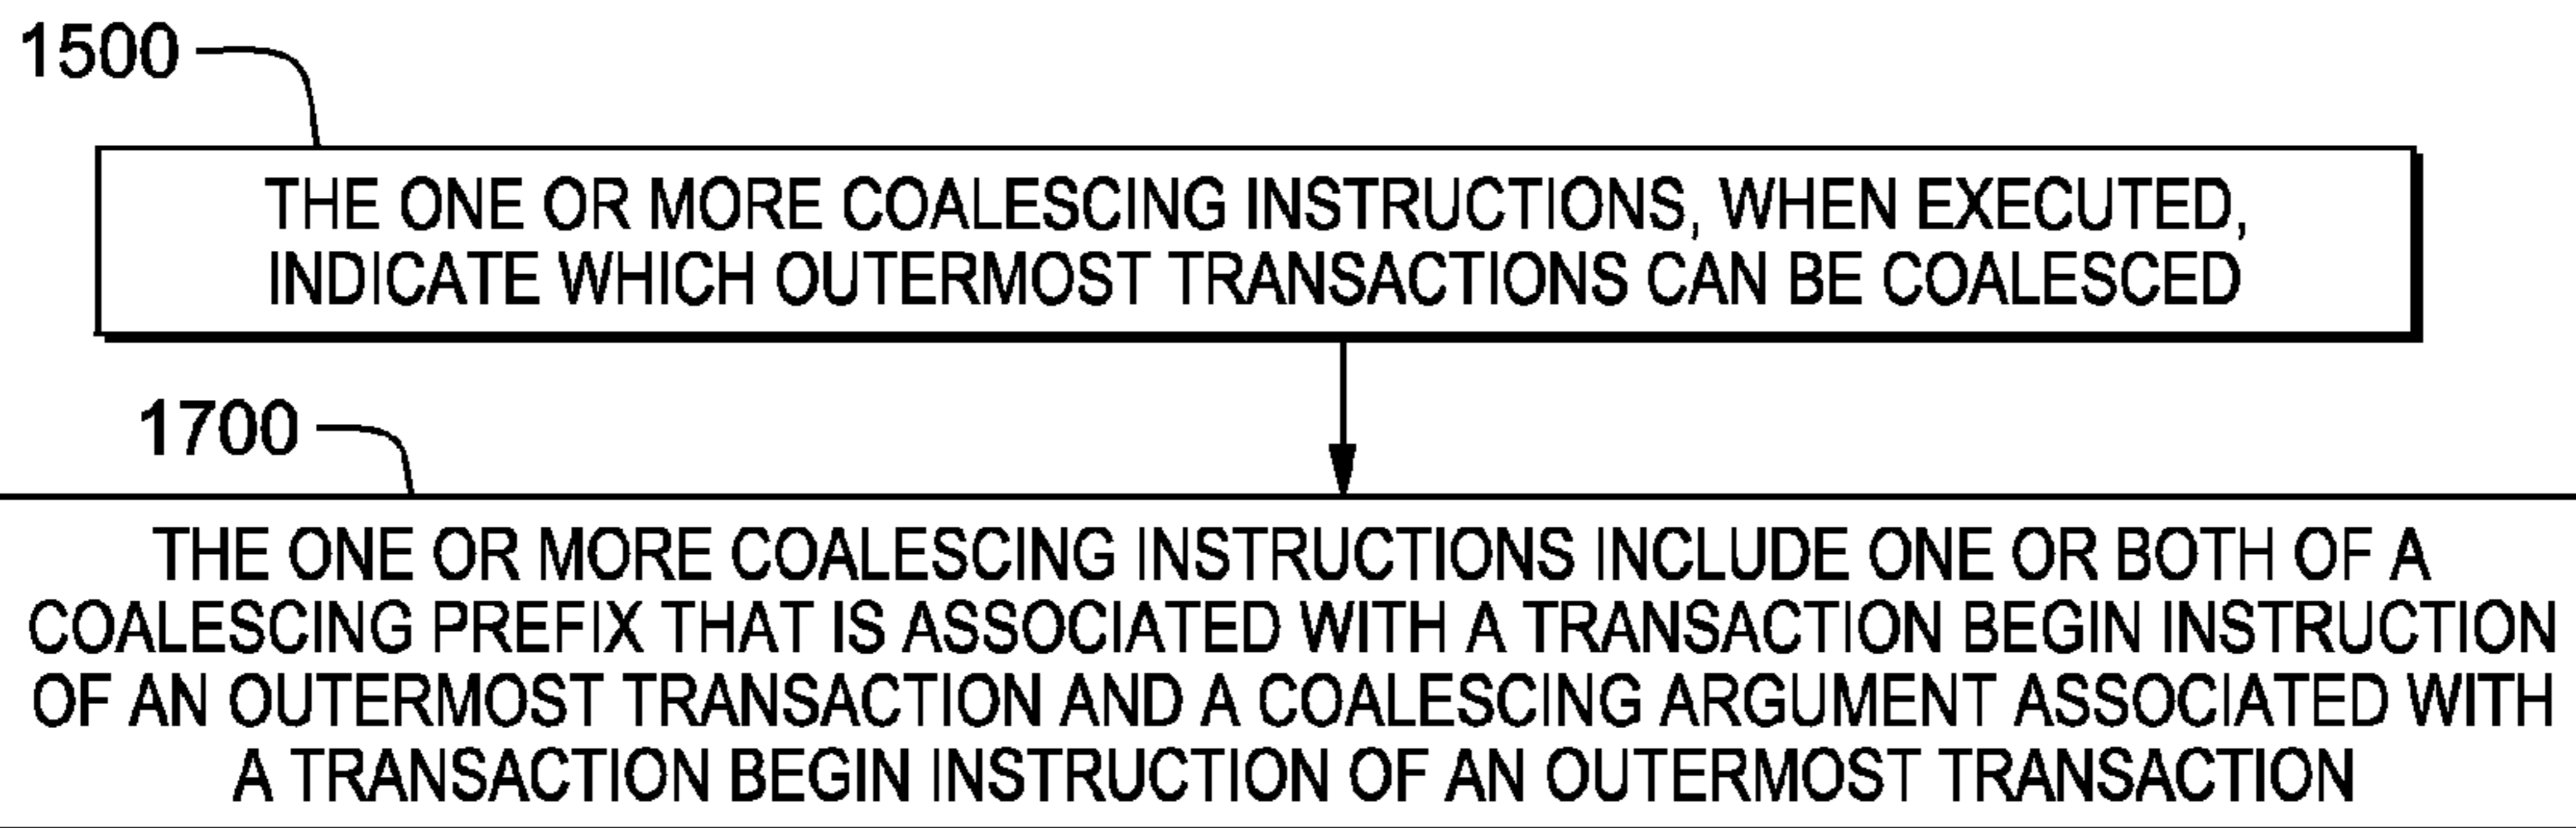 1500
THE ONE OR MORE COALESCING INSTRUCTIONS, WHEN EXECUTED,
INDICATE WHICH OUTERMOST TRANSACTIONS CAN BE COALESCED
1700
THE ONE OR MORE COALESCING INSTRUCTIONS INCLUDE ONE OR BOTH OF A
COALESCING PREFIX THAT IS ASSOCIATED WITH A TRANSACTION BEGIN INSTRUCTION
OF AN OUTERMOST TRANSACTION AND A COALESCING ARGUMENT ASSOCIATED WITH
A TRANSACTION BEGIN INSTRUCTION OF AN OUTERMOST TRANSACTION